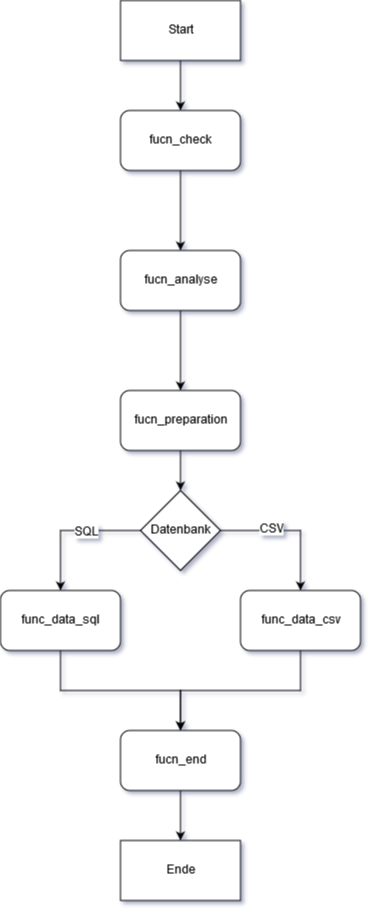 Start
fucn_check
fucn_analyse
fucn_preparation
Datenbank
SQL
CSV
func_data_sql
func_data_csv
fucn_end
Ende